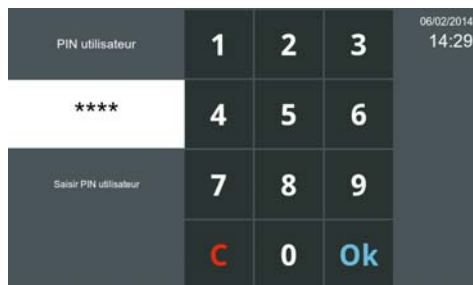 PIN utilisateur
****
Saisir PIN utilisateur
1 2 3
4 5 6
7 8 9
C 0 Ok
06/02/2014
14:29